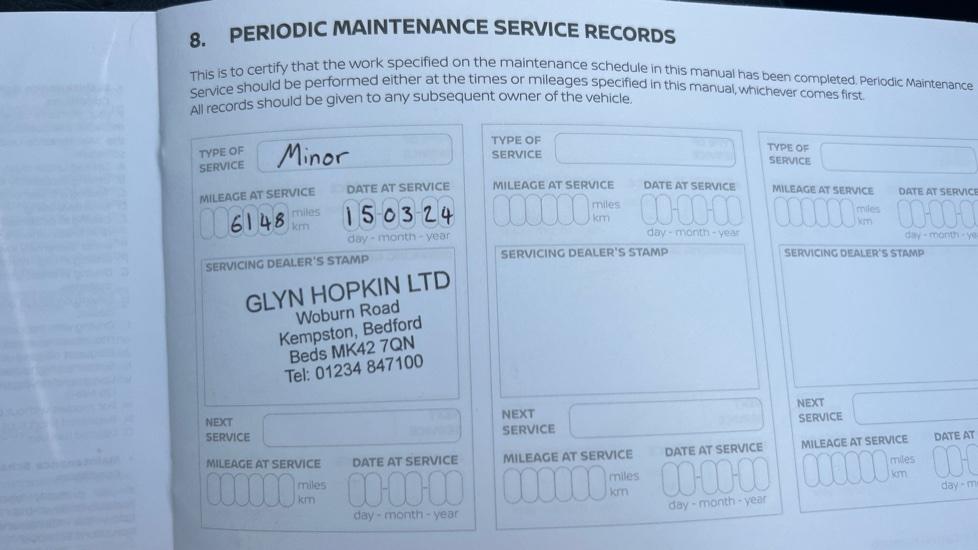 8. PERIODIC MAINTENANCE SERVICE RECORDS
This is to certify that the work specified on the maintenance schedule in this manual has been completed. Periodic Maintenance
Service should be performed either at the times or mileages specified in this manual, whichever comes first.
All records should be given to any subsequent owner of the vehicle.
TYPE OF
SERVICE
Minor
MILEAGE AT SERVICE
DATE AT SERVICE
6148
miles
km
15-03-24
day - month - year
SERVICING DEALER'S STAMP
GLYN HOPKIN LTD
Woburn Road
Kempston, Bedford
Beds MK42 7QN
Tel: 01234 847100
NEXT
SERVICE
MILEAGE AT SERVICE
DATE AT SERVICE
miles
km
day - month - year
TYPE OF
SERVICE
MILEAGE AT SERVICE
DATE AT SERVICE
miles
km
day - month - year
SERVICING DEALER'S STAMP
NEXT
SERVICE
MILEAGE AT SERVICE
DATE AT SERVICE
miles
km
day - month - year
TYPE OF
SERVICE
MILEAGE AT SERVICE
DATE AT SERVICE
miles
km
day - month - ye
SERVICING DEALER'S STAMP
NEXT
SERVICE
MILEAGE AT SERVICE
DATE AT
miles
km
day - m